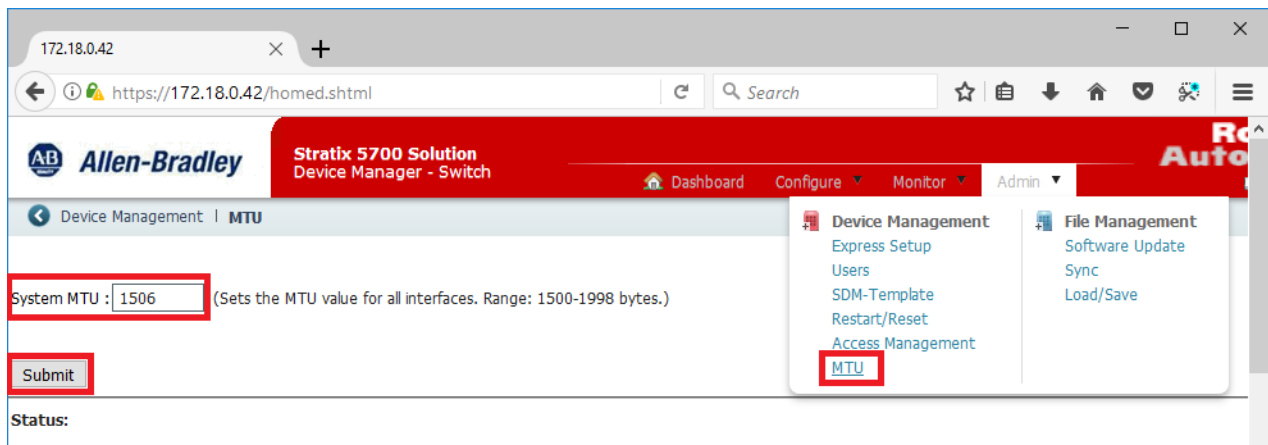 172.18.0.42
https://172.18.0.42/homed.shtml
Search
AB
Allen-Bradley
Stratix 5700 Solution
Device Manager - Switch
Dashboard Configure Monitor Admin
Device Management | MTU
System MTU : 1506 (Sets the MTU value for all interfaces. Range: 1500-1998 bytes.)
Submit
Status:
Device Management
Express Setup
Users
SDM-Template
Restart/Reset
Access Management
MTU
File Management
Software Update
Sync
Load/Save